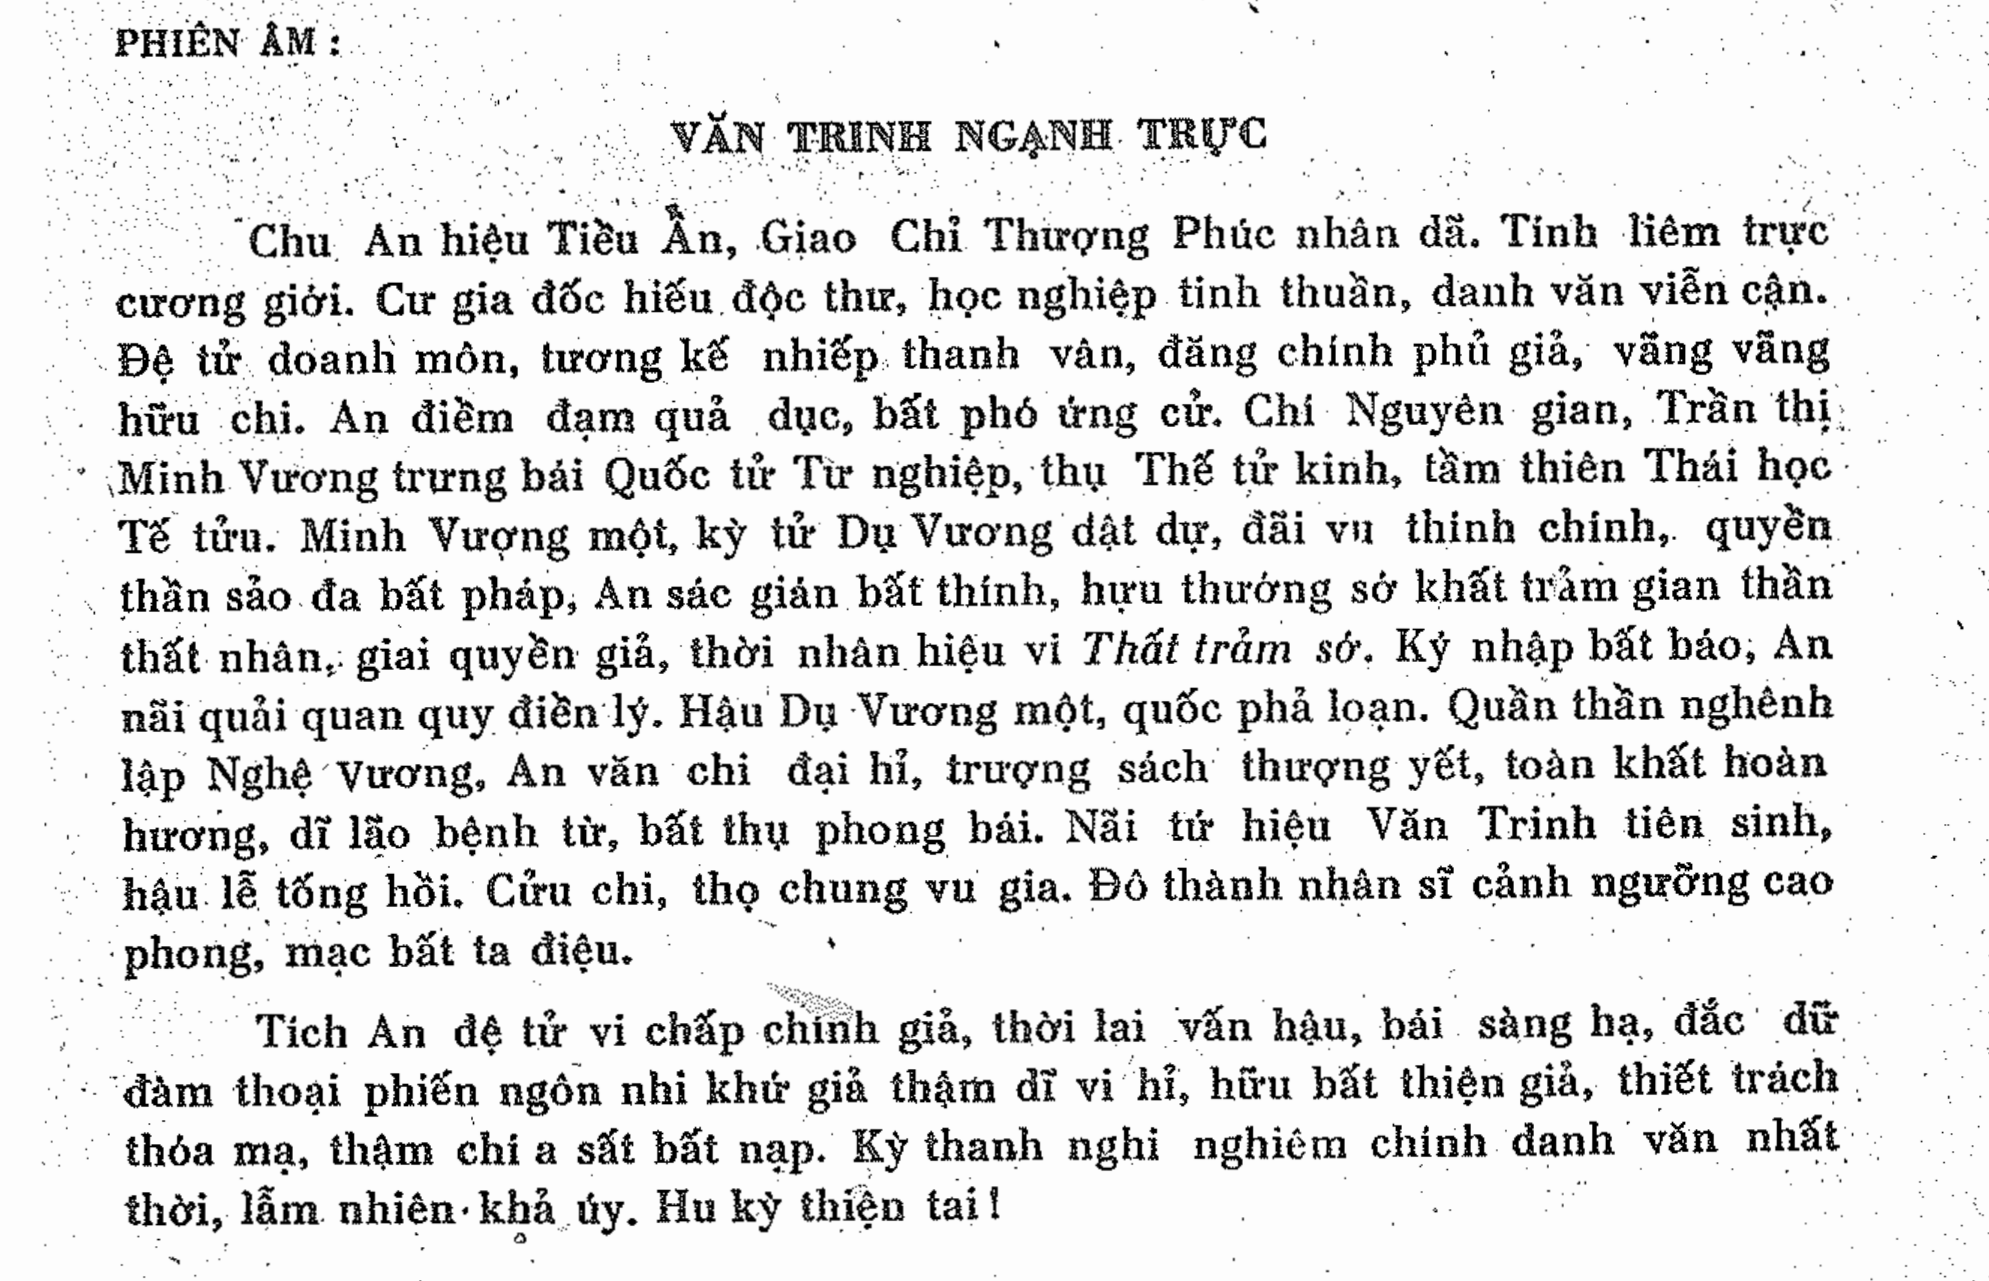 PHIÊN ÂM :
VĂN TRINH NGẠNH TRỰC
Chu An hiệu Tiều Ẩn, Giao Chỉ Thượng Phúc nhân dã. Tính liêm trực
cương giới. Cư gia đốc hiếu độc thư, học nghiệp tinh thuần, danh văn viễn cận.
Đệ tử doanh môn, tương kế nhiếp thanh vân, đăng chính phủ giả, vãng vãng
hữu chi. An điềm đạm quả dục, bất phó ứng cử. Chí Nguyên gian, Trần thị
Minh Vương trưng bái Quốc tử Tư nghiệp, thụ Thế tử kinh, tầm thiên Thái học
Tế tửu. Minh Vượng một, kỳ tử Dụ Vương dật dự, đãi vu thinh chính, quyền
thần sảo đa bất pháp, An sác gián bất thính, hựu thướng sớ khất trảm gian thần
thất nhân, giai quyền giả, thời nhân hiệu vi Thất trảm sớ. Ký nhập bất báo, An
nãi quải quan quy điền lý. Hậu Dụ Vương một, quốc phả loạn. Quần thần nghênh
lập Nghệ Vương, An văn chi đại hỉ, trượng sách thượng yết, toàn khất hoàn
hương, dĩ lão bệnh từ, bất thụ phong bái. Nãi tứ hiệu Văn Trinh tiên sinh,
hậu lễ tống hồi. Cửu chi, thọ chung vu gia. Đô thành nhân sĩ cảnh ngưỡng cao
phong, mạc bất ta điệu.
Tích An đệ tử vi chấp chính giả, thời lai vấn hậu, bái sàng hạ, đắc dữ
đàm thoại phiến ngôn nhi khứ giả thậm dĩ vi hỉ, hữu bất thiện giả, thiết trách
thóa mạ, thậm chí a sất bất nạp. Kỳ thanh nghi nghiêm chính danh văn nhất
thời, lẫm nhiên khả úy. Hu kỳ thiện tai !